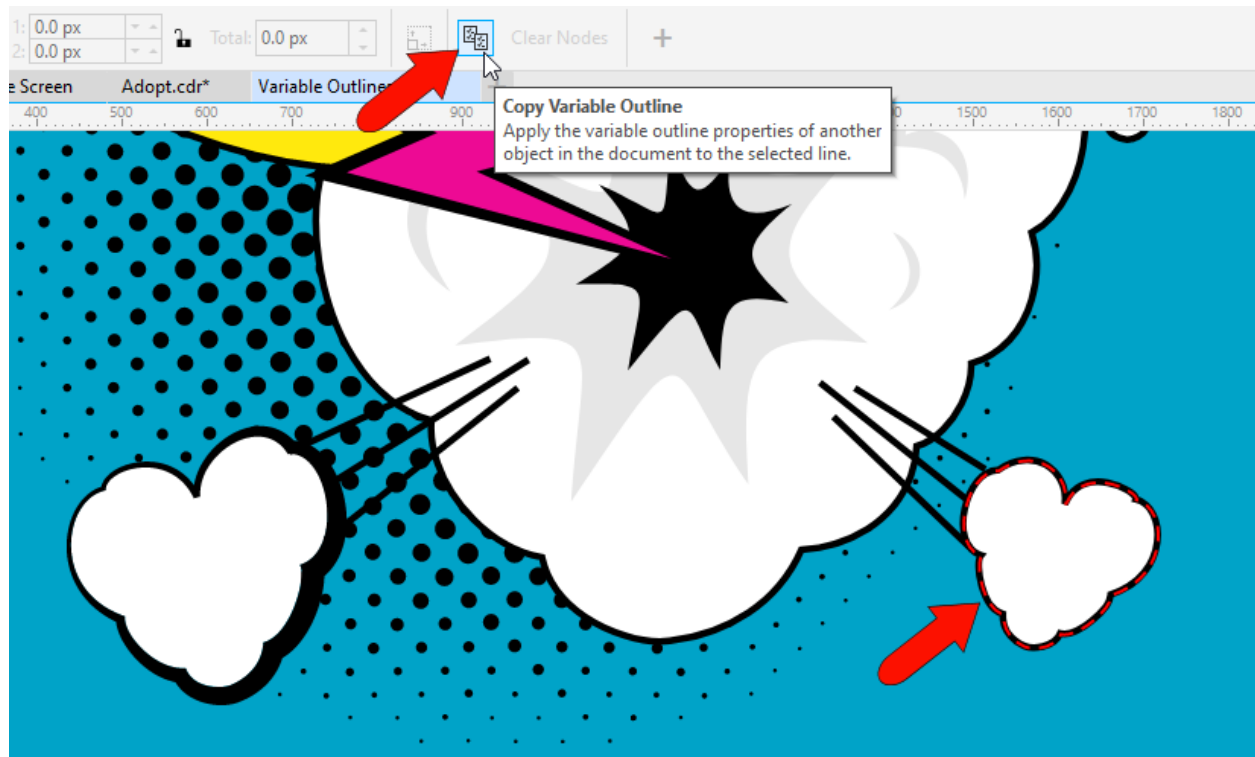 1: 0.0 px
2: 0.0 px
Total: 0.0 px
Clear Nodes
e Screen
Adopt.cdr*
Variable Outline
400 500 600 700 900 1500 1600 1700 1800
Copy Variable Outline
Apply the variable outline properties of another
object in the document to the selected line.